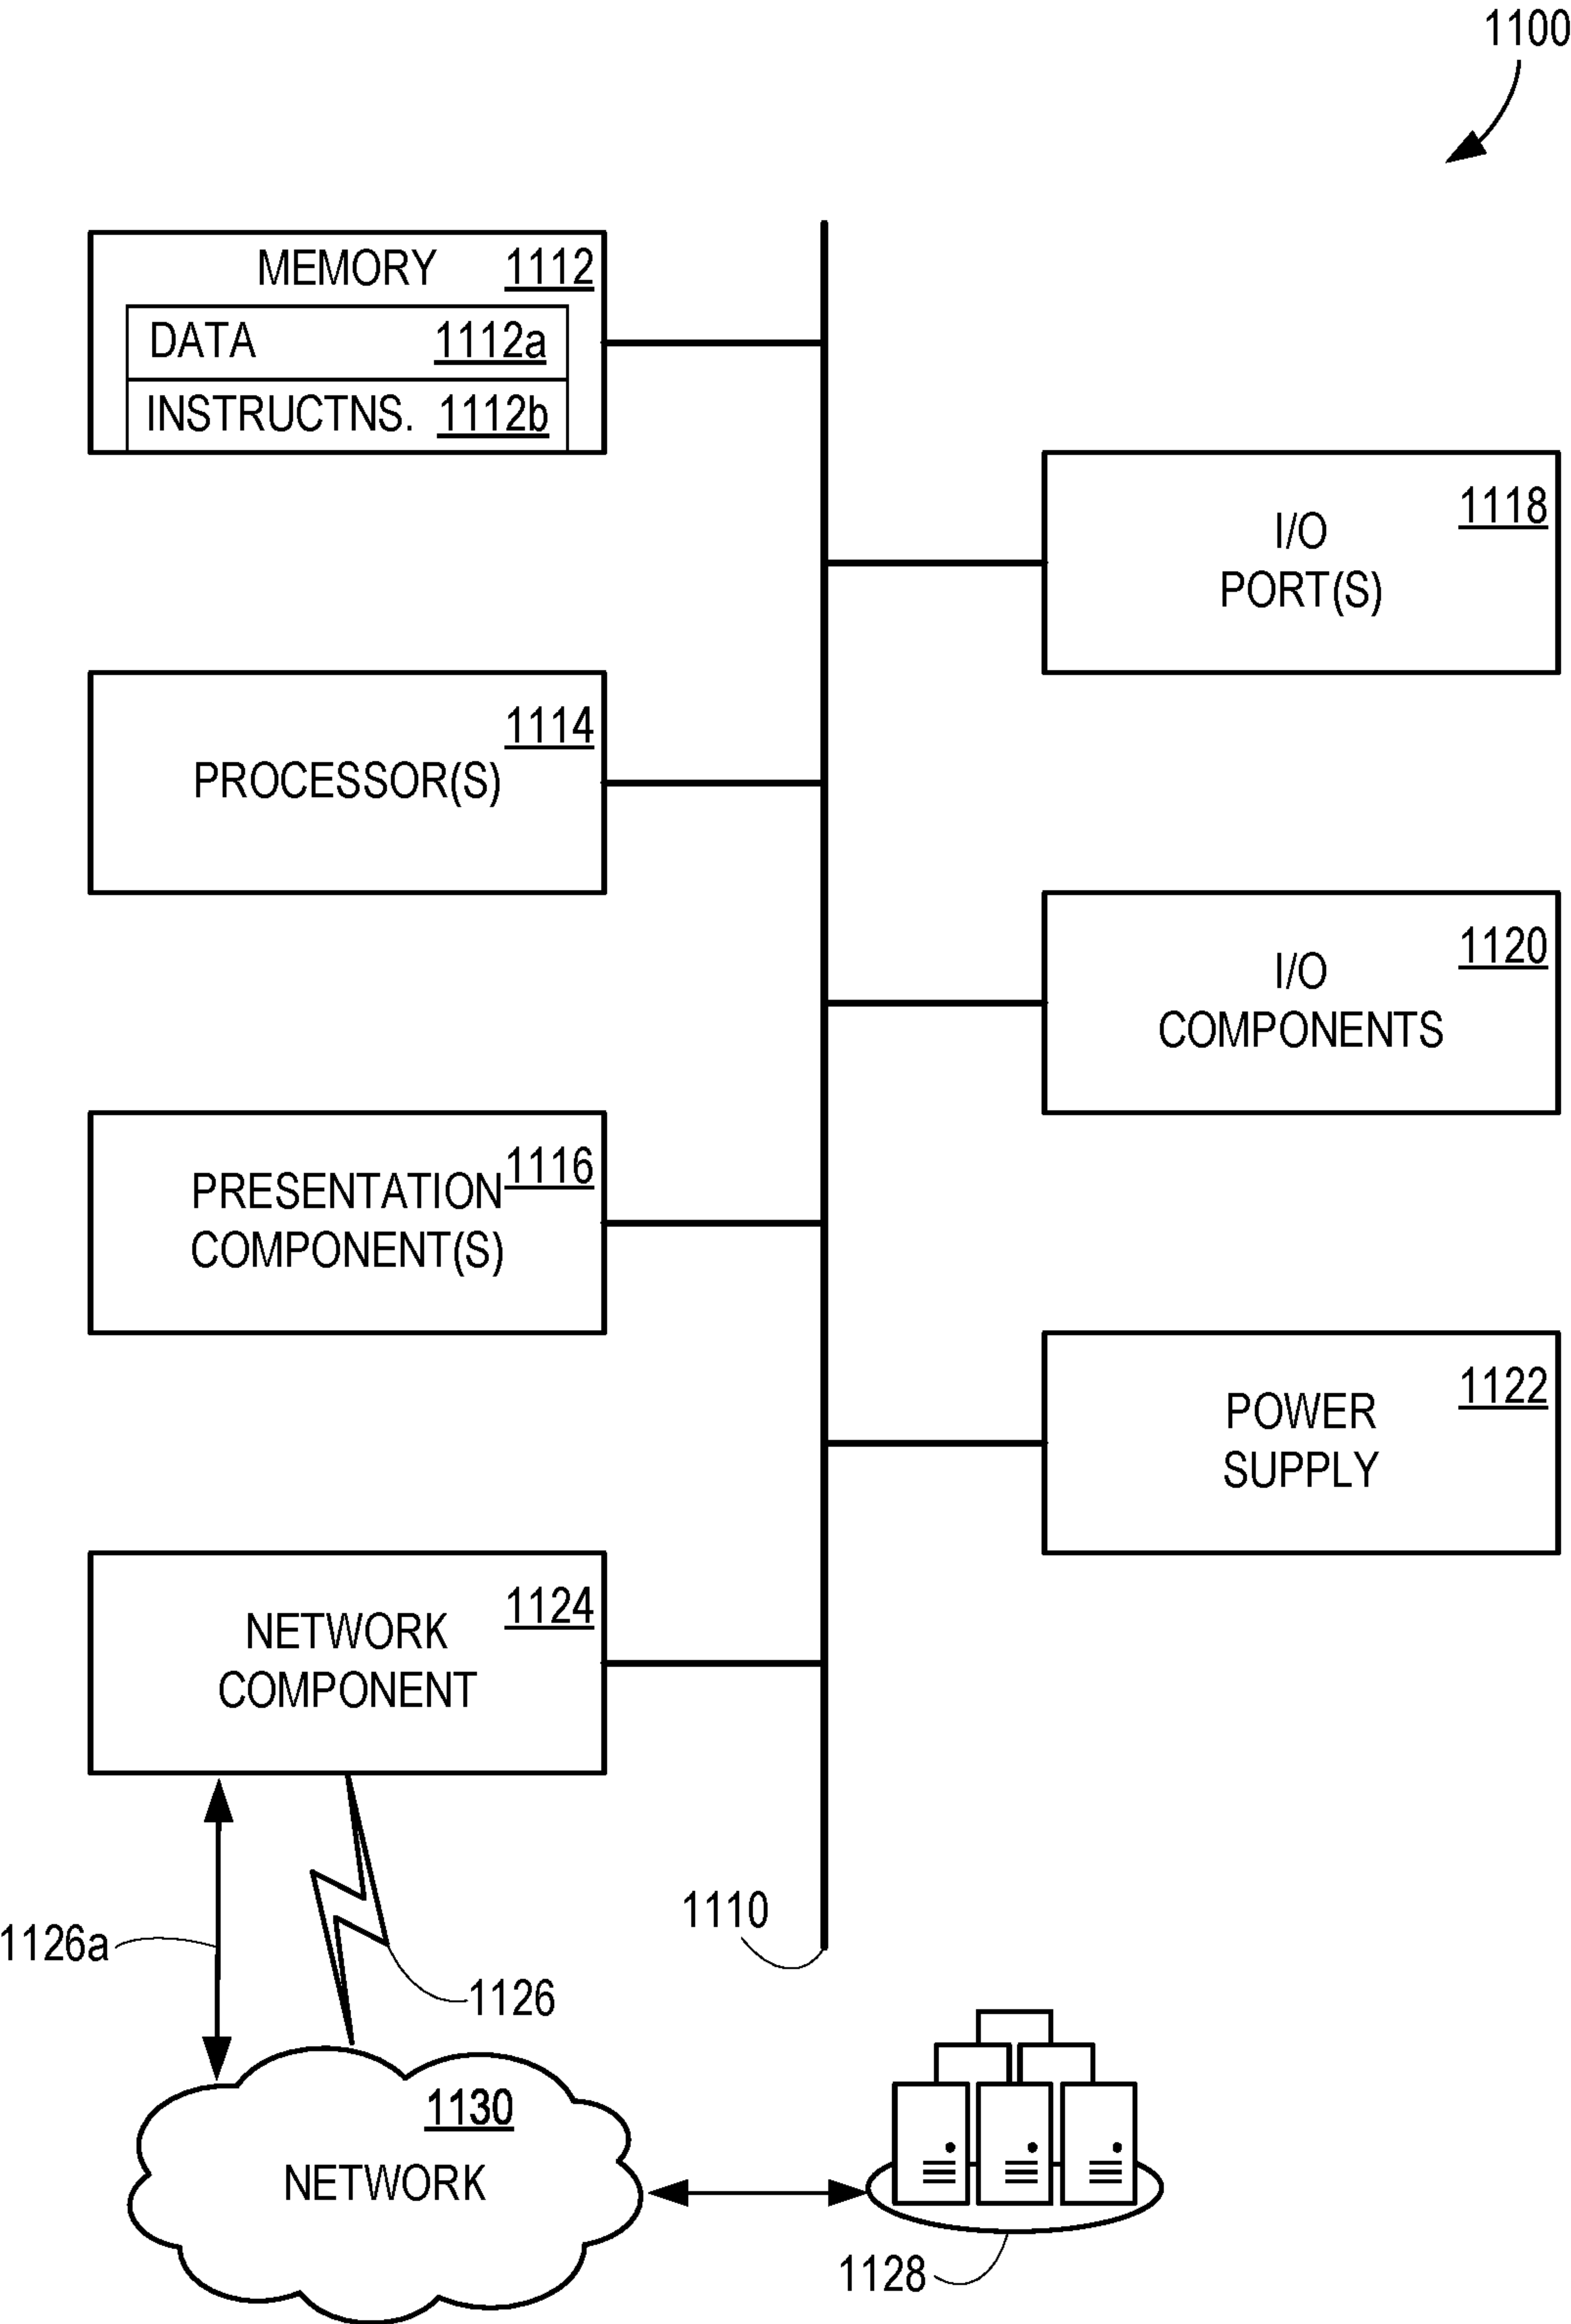 1100
MEMORY 1112
DATA 1112a
INSTRUCTNS. 1112b
1118
I/O
PORT(S)
1114
PROCESSOR(S)
1120
I/O
COMPONENTS
1116
PRESENTATION
COMPONENT(S)
1122
POWER
SUPPLY
1124
NETWORK
COMPONENT
1110
1126a
1126
1130
NETWORK
1128